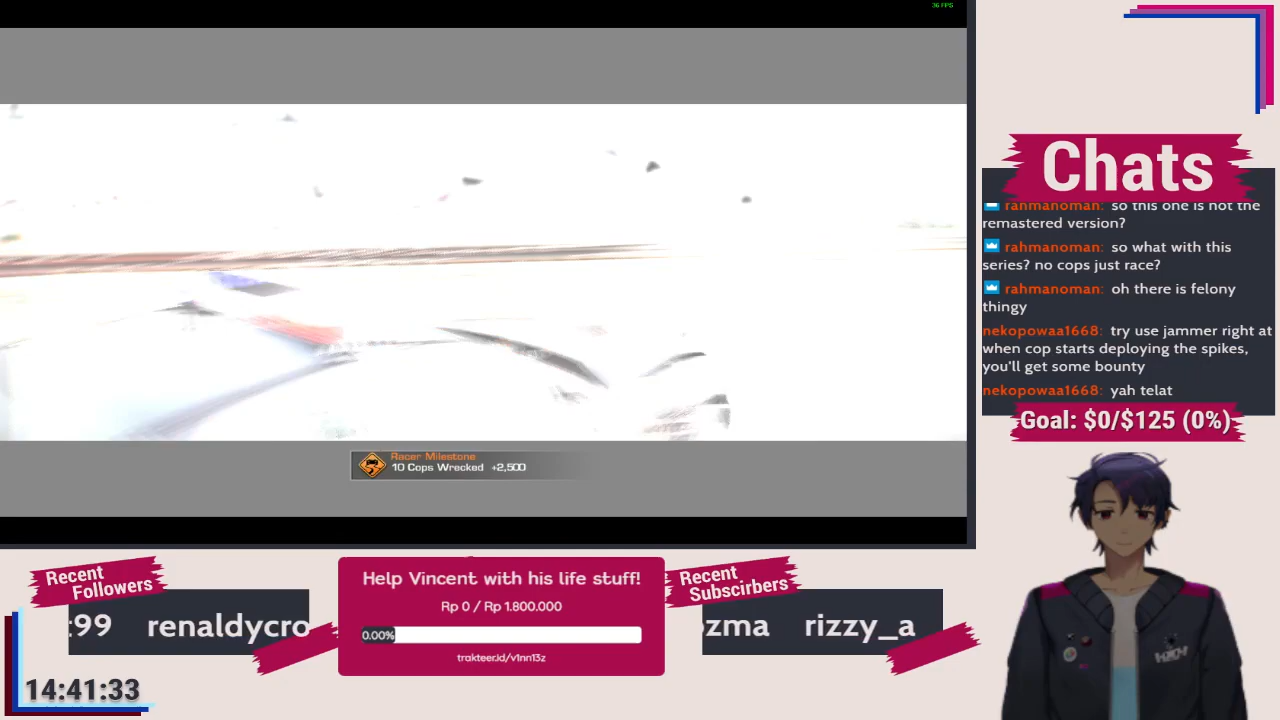 36 FPS
Chats
rahmanoman: so this one is not the
remastered version?
rahmanoman: so what with this
series? no cops just race?
rahmanoman: oh there is felony
thingy
nekopowaa1668: try use jammer right at
when cop starts deploying the spikes,
you'll get some bounty
nekopowaa1668: yah telat
Goal: $0/$125 (0%)
Racer Milestone
10 Cops Wrecked +2,500
Recent
Followers
:99 renaldycro
Help Vincent with his life stuff!
Rp 0 / Rp 1.800.000
0.00%
trakteer.id/v1nn13z
Recent
Subscirbers
ozma rizzy_a
14:41:33